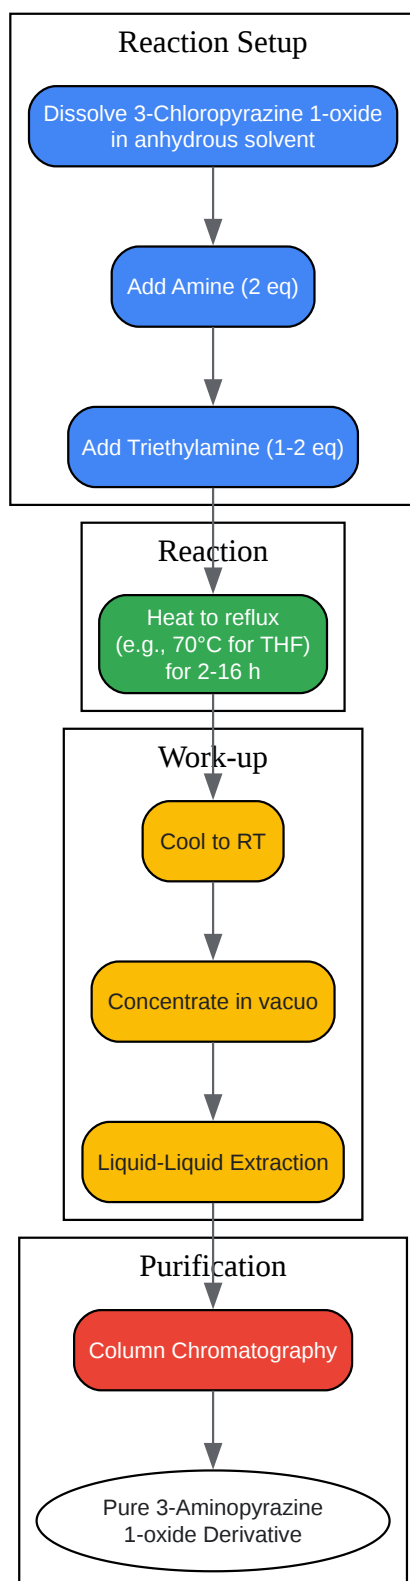 Reaction Setup
Dissolve 3-Chloropyrazine 1-oxide
in anhydrous solvent
Add Amine (2 eq)
Add Triethylamine (1-2 eq)
Reaction
Heat to reflux
(e.g., 70°C for THF)
for 2-16 h
Work-up
Cool to RT
Concentrate in vacuo
Liquid-Liquid Extraction
Purification
Column Chromatography
Pure 3-Aminopyrazine
1-oxide Derivative